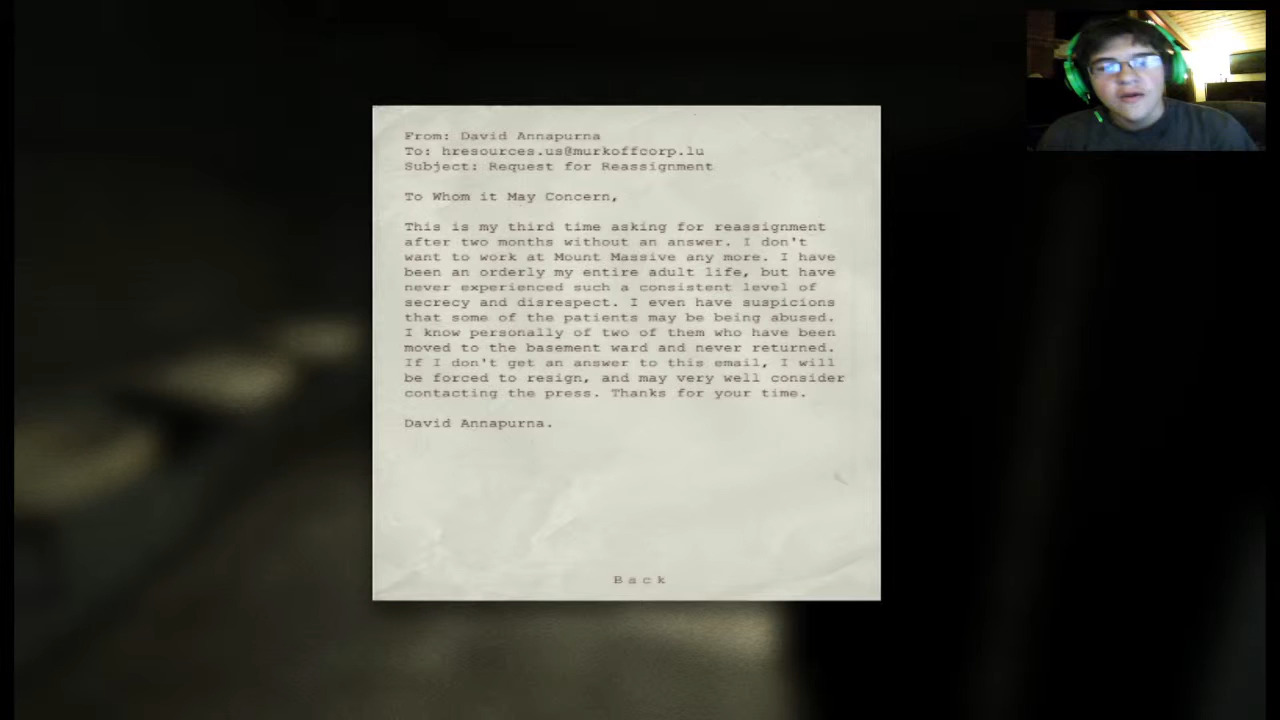 From: David Annapurna
To: hresources.us@murkoffcorp.lu
Subject: Request for Reassignment
To Whom it May Concern,
This is my third time asking for reassignment
after two months without an answer. I don't
want to work at Mount Massive any more. I have
been an orderly my entire adult life, but have
never experienced such a consistent level of
secrecy and disrespect. I even have suspicions
that some of the patients may be being abused.
I know personally of two of them who have been
moved to the basement ward and never returned.
If I don't get an answer to this email, I will
be forced to resign, and may very well consider
contacting the press. Thanks for your time.
David Annapurna.
Back